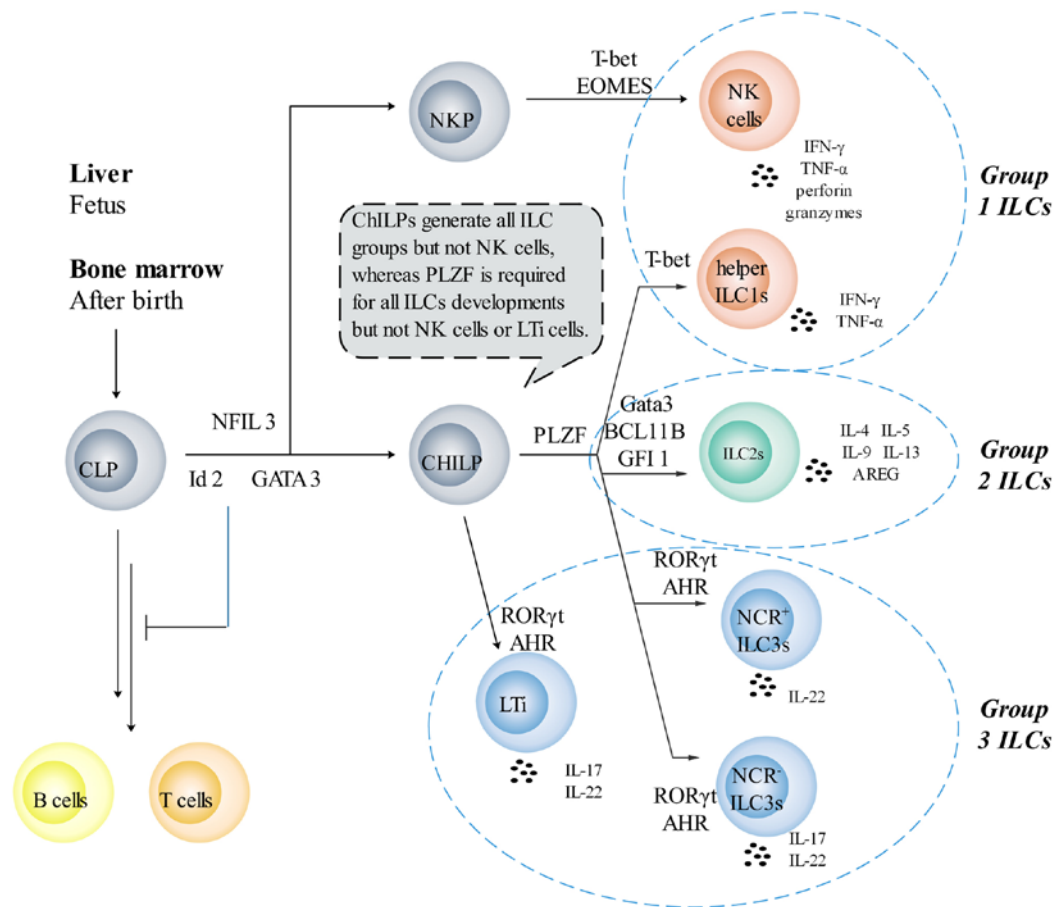 Liver
Fetus
Bone marrow
After birth
CLP
NFIL 3
Id 2
GATA 3
B cells
T cells
NKP
T-bet
EOMES
NK
cells
IFN-γ
TNF-α
perforin
granzymes
Group
1 ILCs
ChILPs generate all ILC
groups but not NK cells,
whereas PLZF is required
for all ILCs developments
but not NK cells or LTi cells.
T-bet
helper
ILC1s
IFN-γ
TNF-α
CHILP
PLZF
Gata3
BCL11B
GFI 1
ILC2s
IL-4 IL-5
IL-9 IL-13
AREG
Group
2 ILCs
RORγt
AHR
LTi
IL-17
IL-22
RORγt
AHR
NCR+
ILC3s
IL-22
RORγt
AHR
NCR-
ILC3s
IL-17
IL-22
Group
3 ILCs